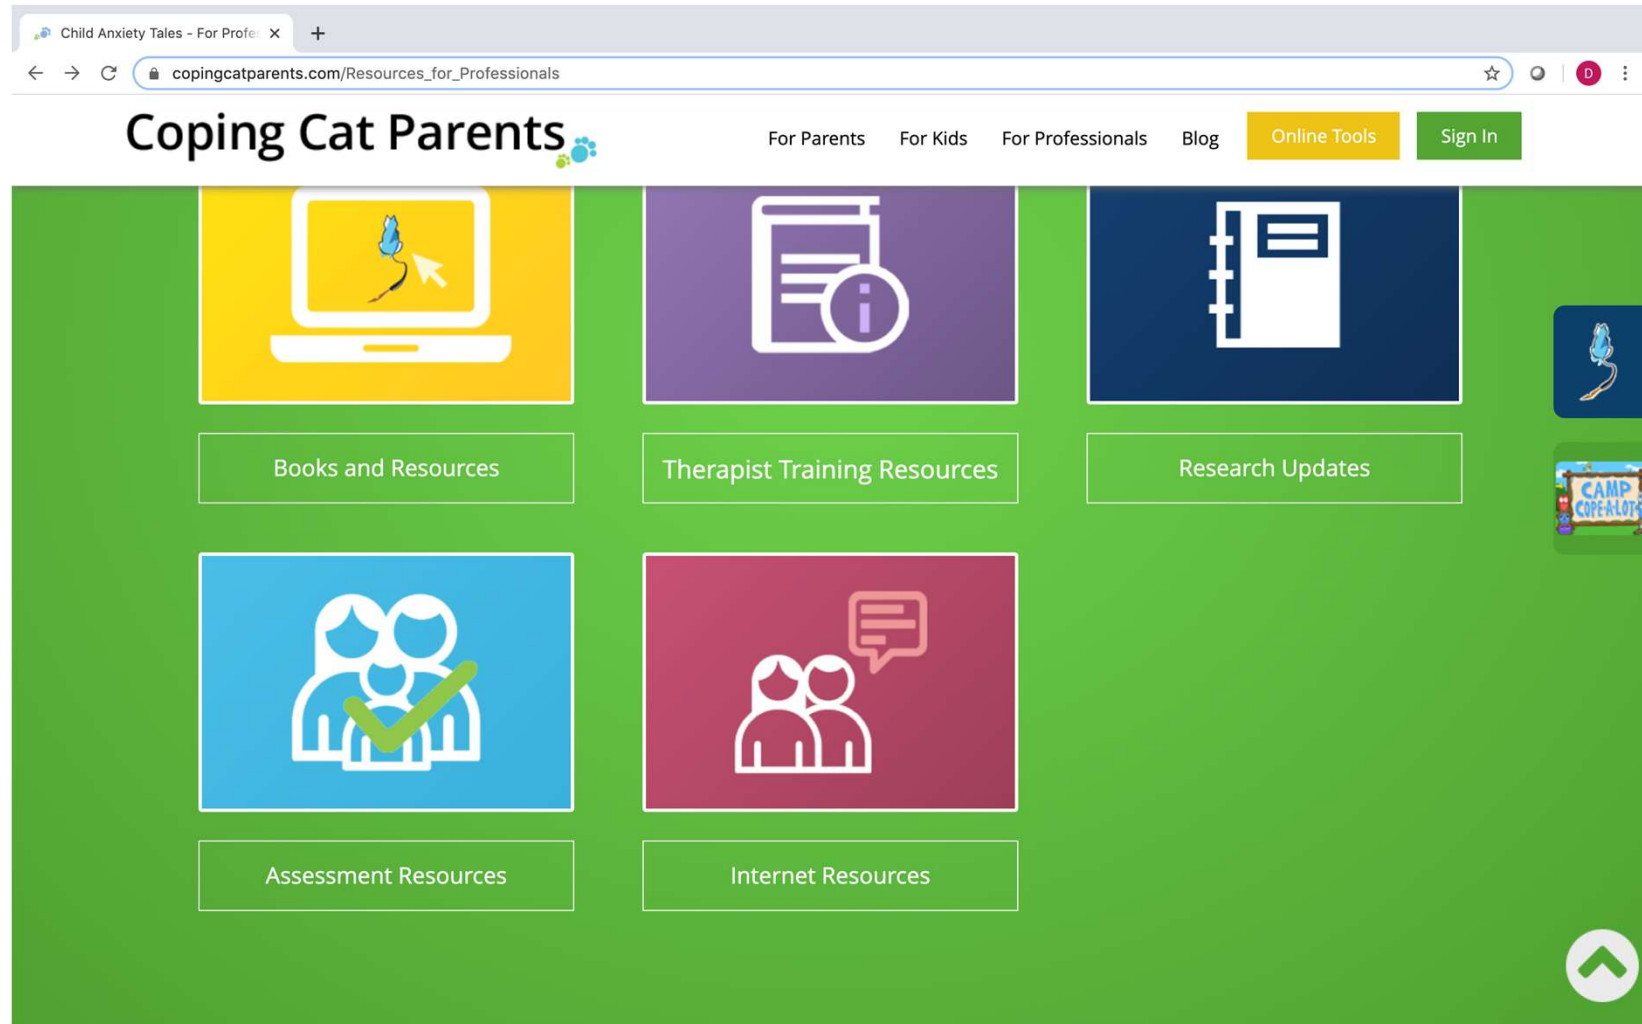 Child Anxiety Tales - For Profe
copingcatparents.com/Resources_for_Professionals
D
Coping Cat Parents
For Parents
For Kids
For Professionals
Blog
Online Tools
Sign In
i
Books and Resources
Therapist Training Resources
Research Updates
CAMP
COPE-A-LOT
Assessment Resources
Internet Resources